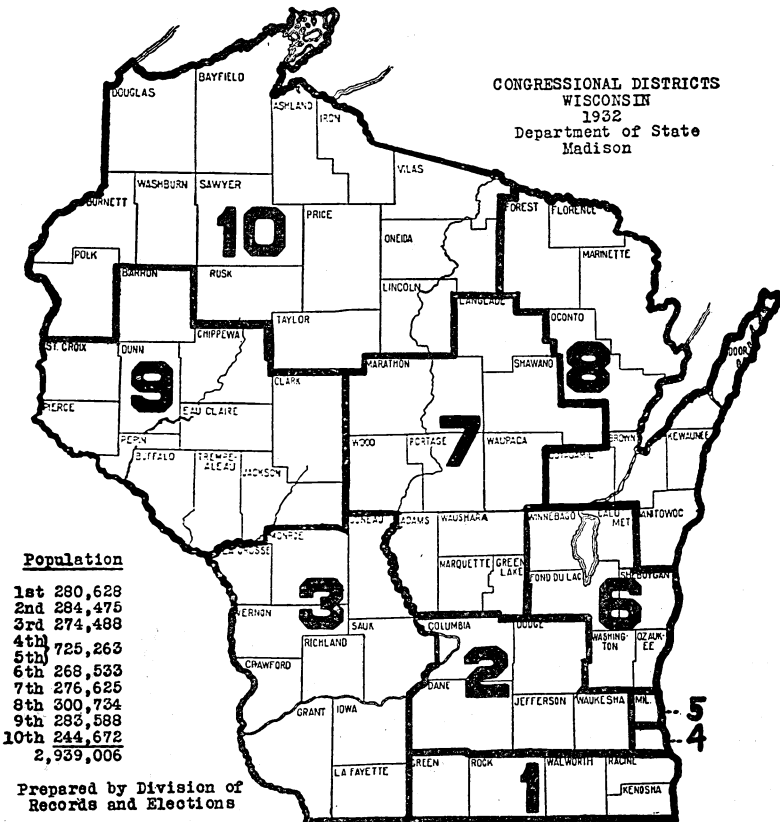 CONGRESSIONAL DISTRICTS
WISCONSIN
1932
Department of State
Madison
DOUGLAS
BAYFIELD
ASHLAND
IRON
VILAS
BURNETT
WASHBURN
SAWYER
10
PRICE
ONEIDA
FOREST
FLORENCE
MARINETTE
POLK
BARRON
RUSK
LINCOLN
LANGLADE
TAYLOR
OCONTO
CHIPPEWA
ST. CROIX
DUNN
9
CLARK
MARATHON
SHAWANO
8
DOOR
PIERCE
EAU CLAIRE
7
PEPIN
BUFFALO
TREMPE-
ALEAU
JACKSON
WOOD
PORTAGE
WAUPACA
BROWN
KEWAUNEE
JUNEAU
ADAMS
WAUSHARA
WINNEBAGO
CALU
MET
MANITOWOC
MONROE
3
MARQUETTE
GREEN
LAKE
FOND DU LAC
SHEBOYGAN
6
VERNON
SAUK
COLUMBIA
DODGE
WASHING-
TON
OZAUK-
EE
RICHLAND
CRAWFORD
2
DANE
GRANT
IOWA
JEFFERSON
WAUKESHA
MIL.
5
4
LA FAYETTE
GREEN
ROCK
WALWORTH
RACINE
1
KENOSHA
Population
1st 280,628
2nd 284,475
3rd 274,488
4th
5th 725,263
6th 268,533
7th 276,625
8th 300,734
9th 283,588
10th 244,672
2,939,006
Prepared by Division of
Records and Elections